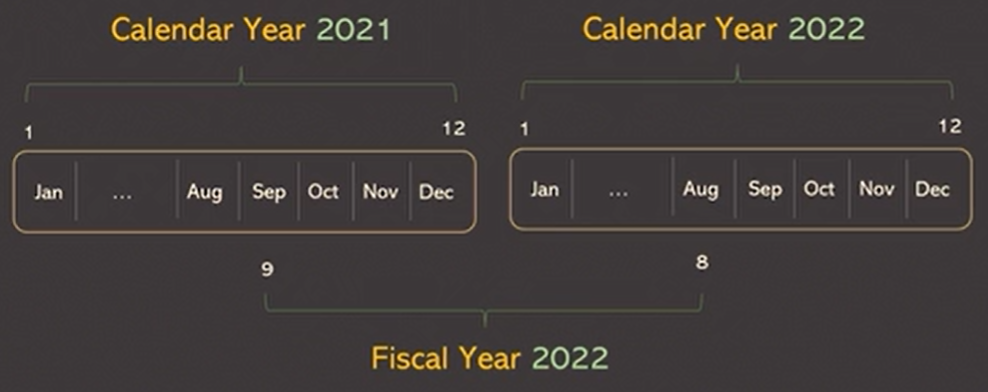 Calendar Year 2021 Calendar Year 2022
1 12 1 12
Jan ... Aug Sep Oct Nov Dec Jan ... Aug Sep Oct Nov Dec
9 8
Fiscal Year 2022